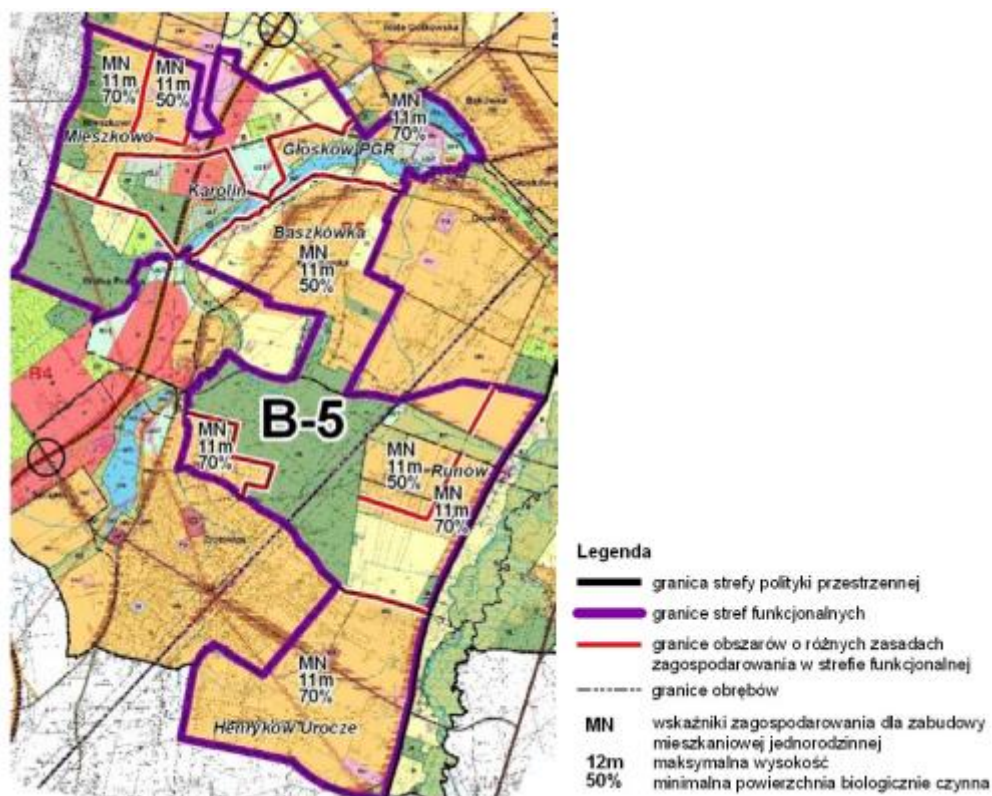 MN
11m
70%
MN
11m
50%
Mieszkowo
MN
11m
70%
Głosków PGR
Karolin
Baszkówka
MN
11m
50%
B4
B-5
MN
11m
70%
MN
11m
50%
Runów
MN
11m
70%
MN
11m
70%
Henryków Urocze
Legenda
granica strefy polityki przestrzennej
granice stref funkcjonalnych
granice obszarów o różnych zasadach
zagospodarowania w strefie funkcjonalnej
granice obrębów
MN wskaźniki zagospodarowania dla zabudowy
mieszkaniowej jednorodzinnej
12m maksymalna wysokość
50% minimalna powierzchnia biologicznie czynna